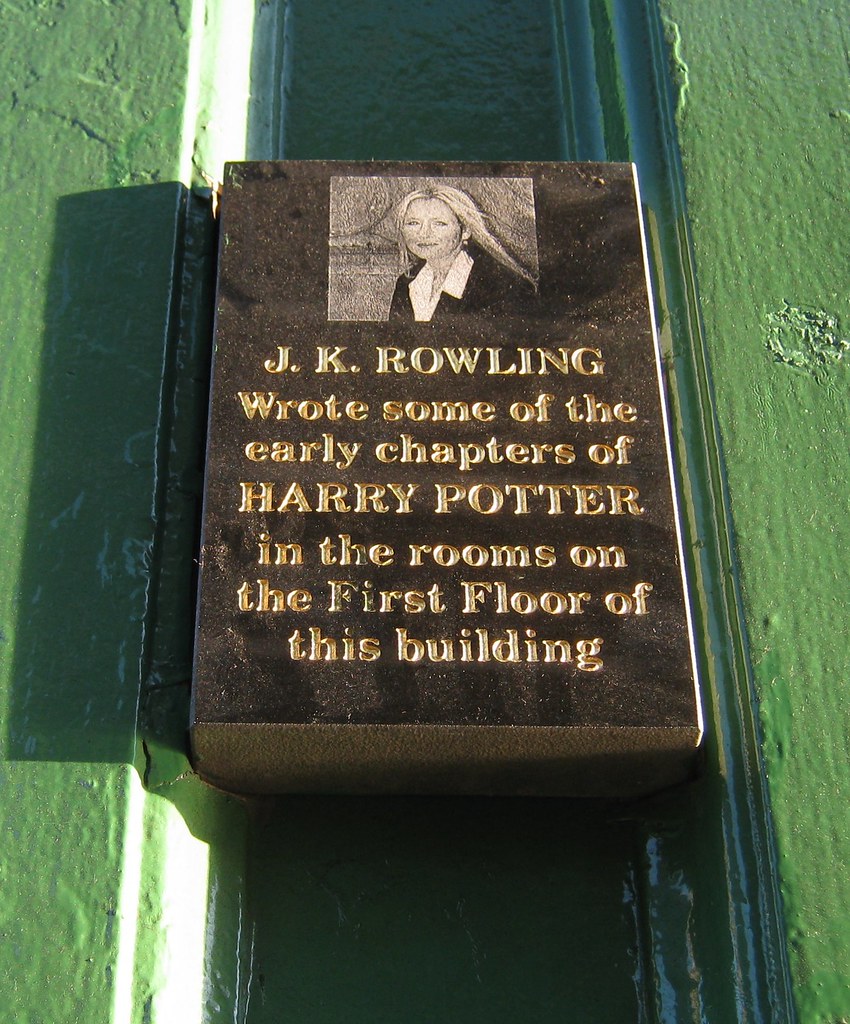 J. K. ROWLING
Wrote some of the
early chapters of
HARRY POTTER
in the rooms on
the First Floor of
this building